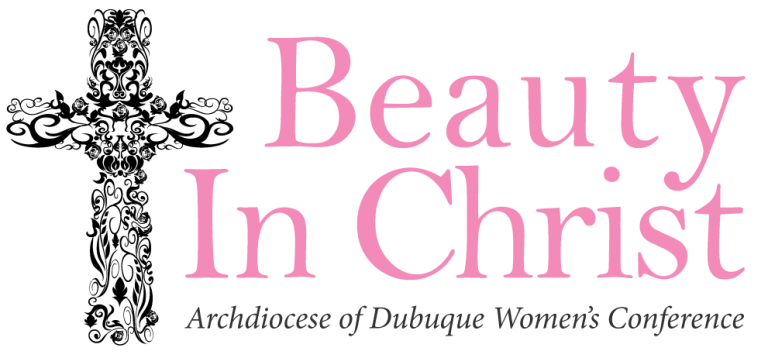 Beauty
In Christ
Archdiocese of Dubuque Women's Conference